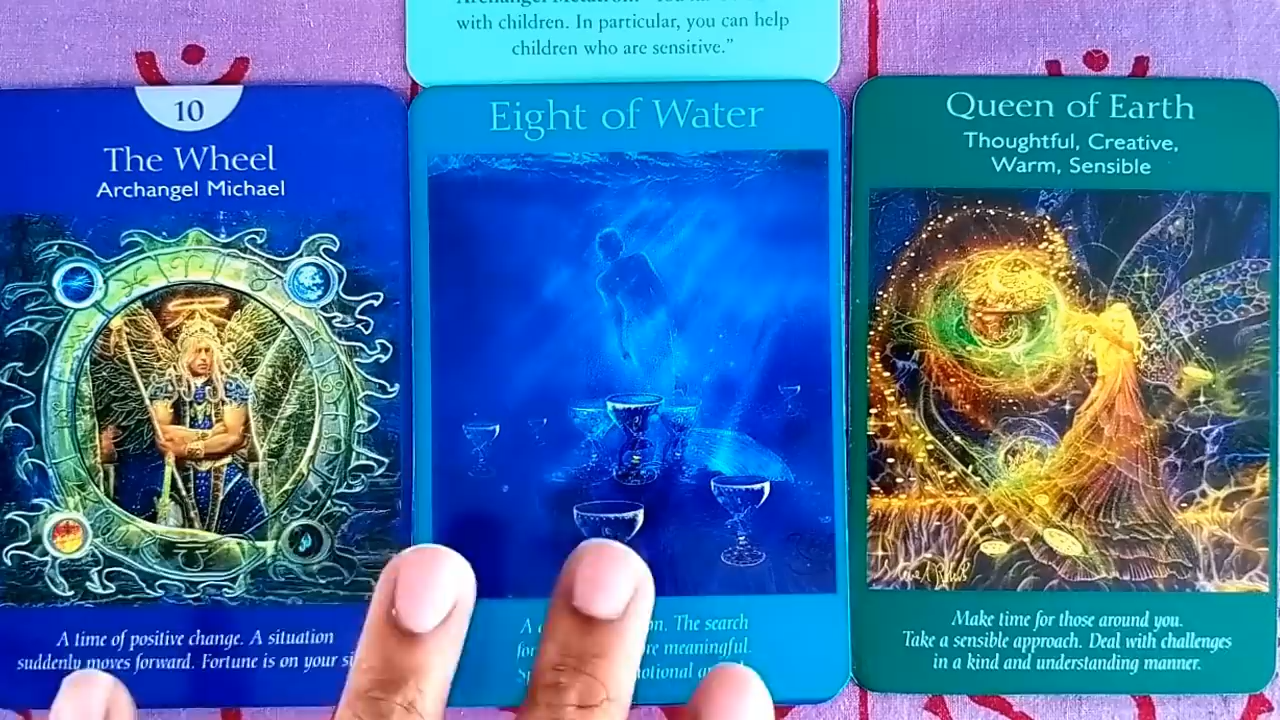 with children. In particular, you can help
children who are sensitive.”
10
The Wheel
Archangel Michael
A time of positive change. A situation
suddenly moves forward. Fortune is on your
Eight of Water
A The search
meaningful.
Queen of Earth
Thoughtful, Creative,
Warm, Sensible
Make time for those around you.
Take a sensible approach. Deal with challenges
in a kind and understanding manner.